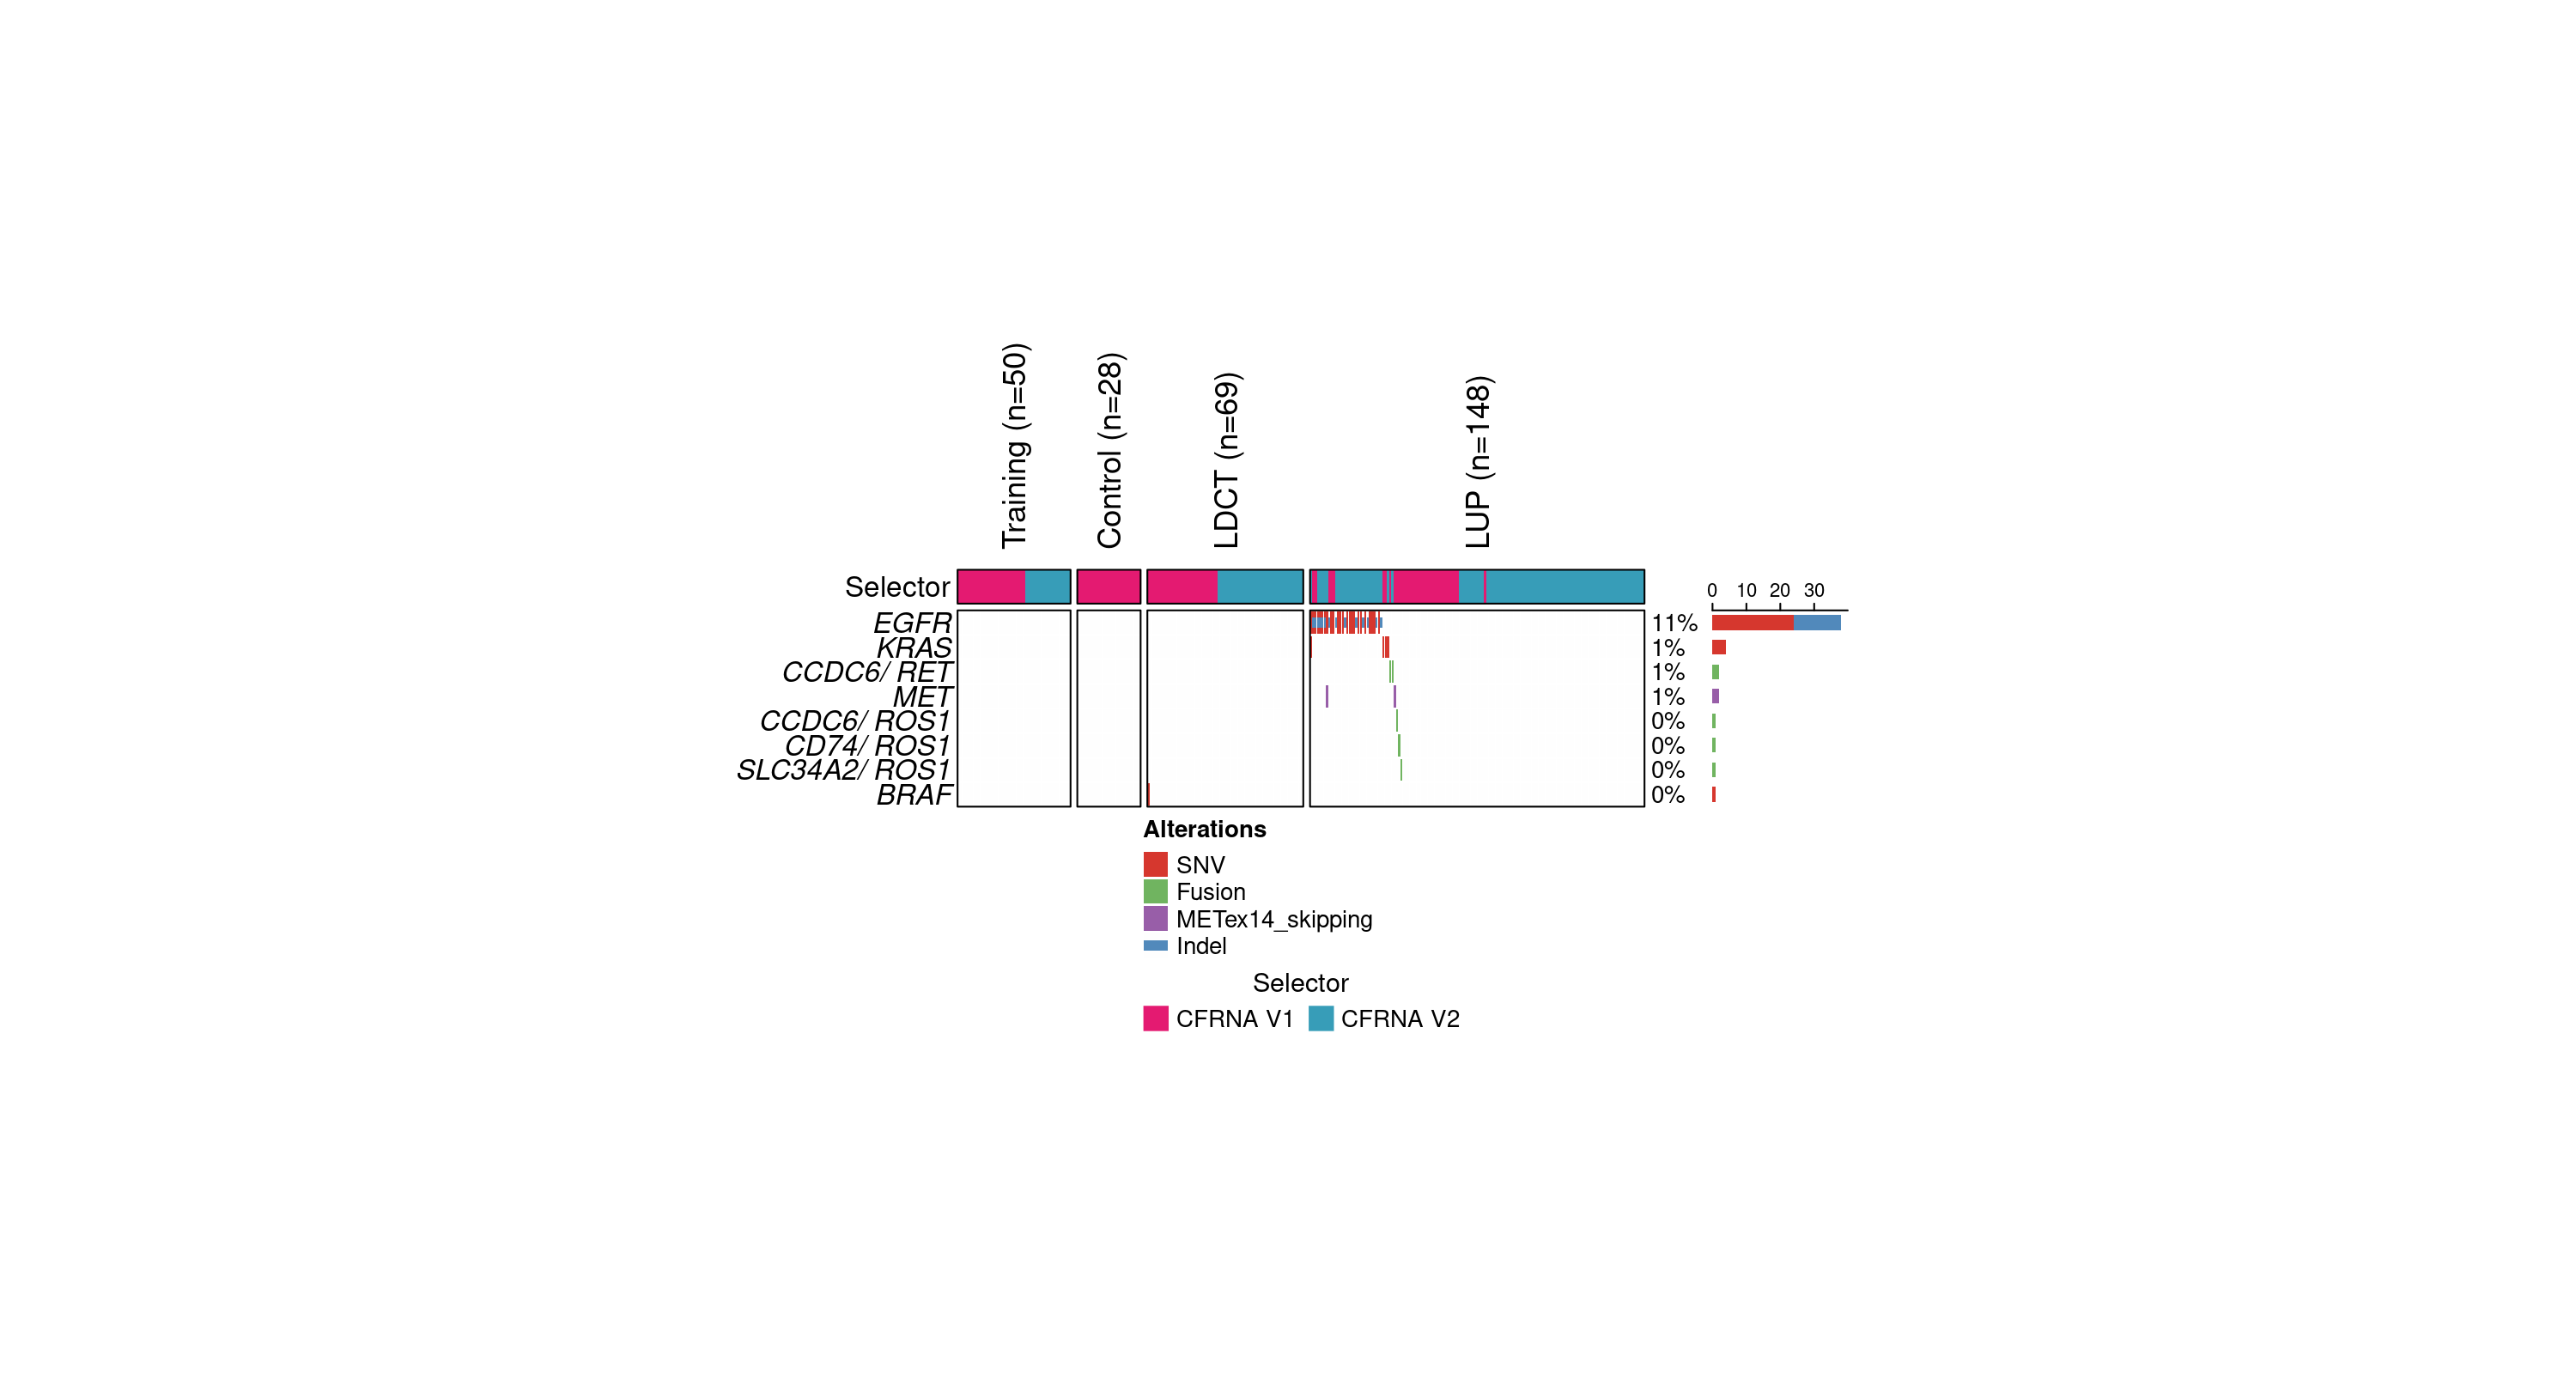 Training (n=50)
Control (n=28)
LDCT (n=69)
LUP (n=148)
Selector
0 10 20 30
EGFR 11%
KRAS 1%
CCDC6/ RET 1%
MET 1%
CCDC6/ ROS1 0%
CD74/ ROS1 0%
SLC34A2/ ROS1 0%
BRAF 0%
Alterations
SNV
Fusion
METex14_skipping
Indel
Selector
CFRNA V1 CFRNA V2